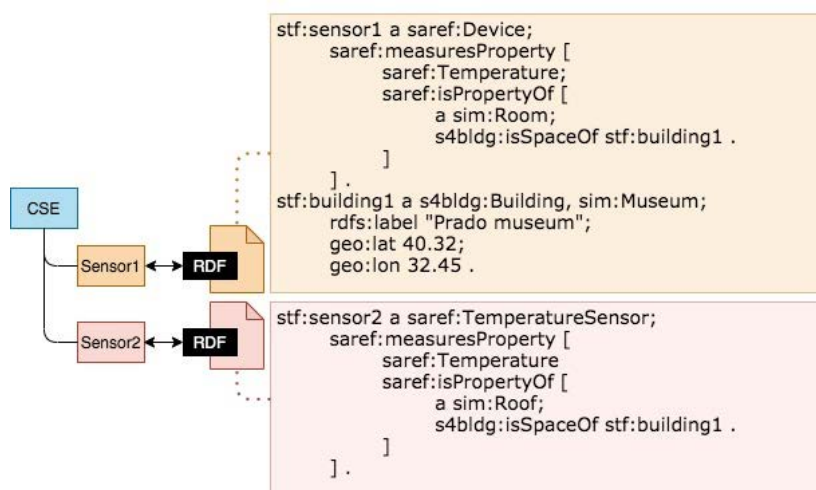 stf:sensor1 a saref:Device;
saref:measuresProperty [
saref:Temperature;
saref:isPropertyOf [
a sim:Room;
s4bldg:isSpaceOf stf:building1 .
]
] .
stf:building1 a s4bldg:Building, sim:Museum;
rdfs:label "Prado museum";
geo:lat 40.32;
geo:lon 32.45 .
CSE
Sensor1
RDF
Sensor2
RDF
stf:sensor2 a saref:TemperatureSensor;
saref:measuresProperty [
saref:Temperature
saref:isPropertyOf [
a sim:Roof;
s4bldg:isSpaceOf stf:building1 .
]
] .